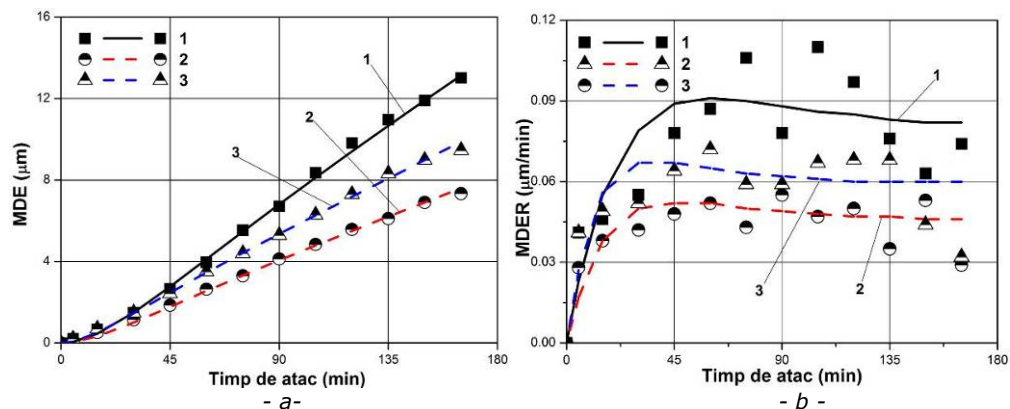 16
12
8
4
0
MDE (μm)
1
2
3
1
2
3
0 45 90 135 180
Timp de atac (min)
- a-
0.12
0.09
0.06
0.03
0.00
MDER (μm/min)
1
2
3
1
3
2
0 45 90 135 180
Timp de atac (min)
- b -